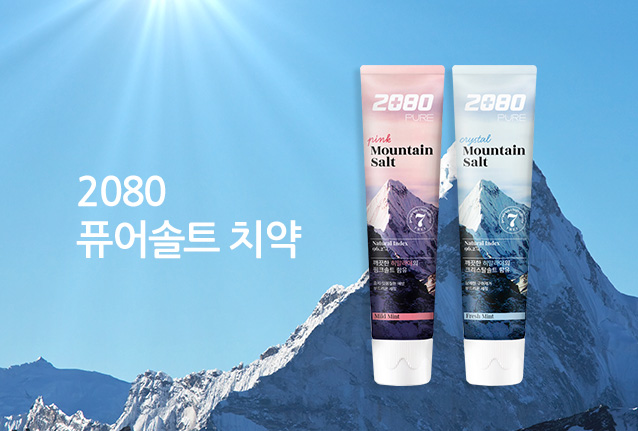 2080
퓨어솔트 치약
2080
PURE
pink
Mountain
Salt
7
Natural Index
깨끗한 히말라야의
핑크솔트 함유
Mild Mint
2080
PURE
crystal
Mountain
Salt
7
Natural Index
깨끗한 히말라야의
크리스탈솔트 함유
Fresh Mint